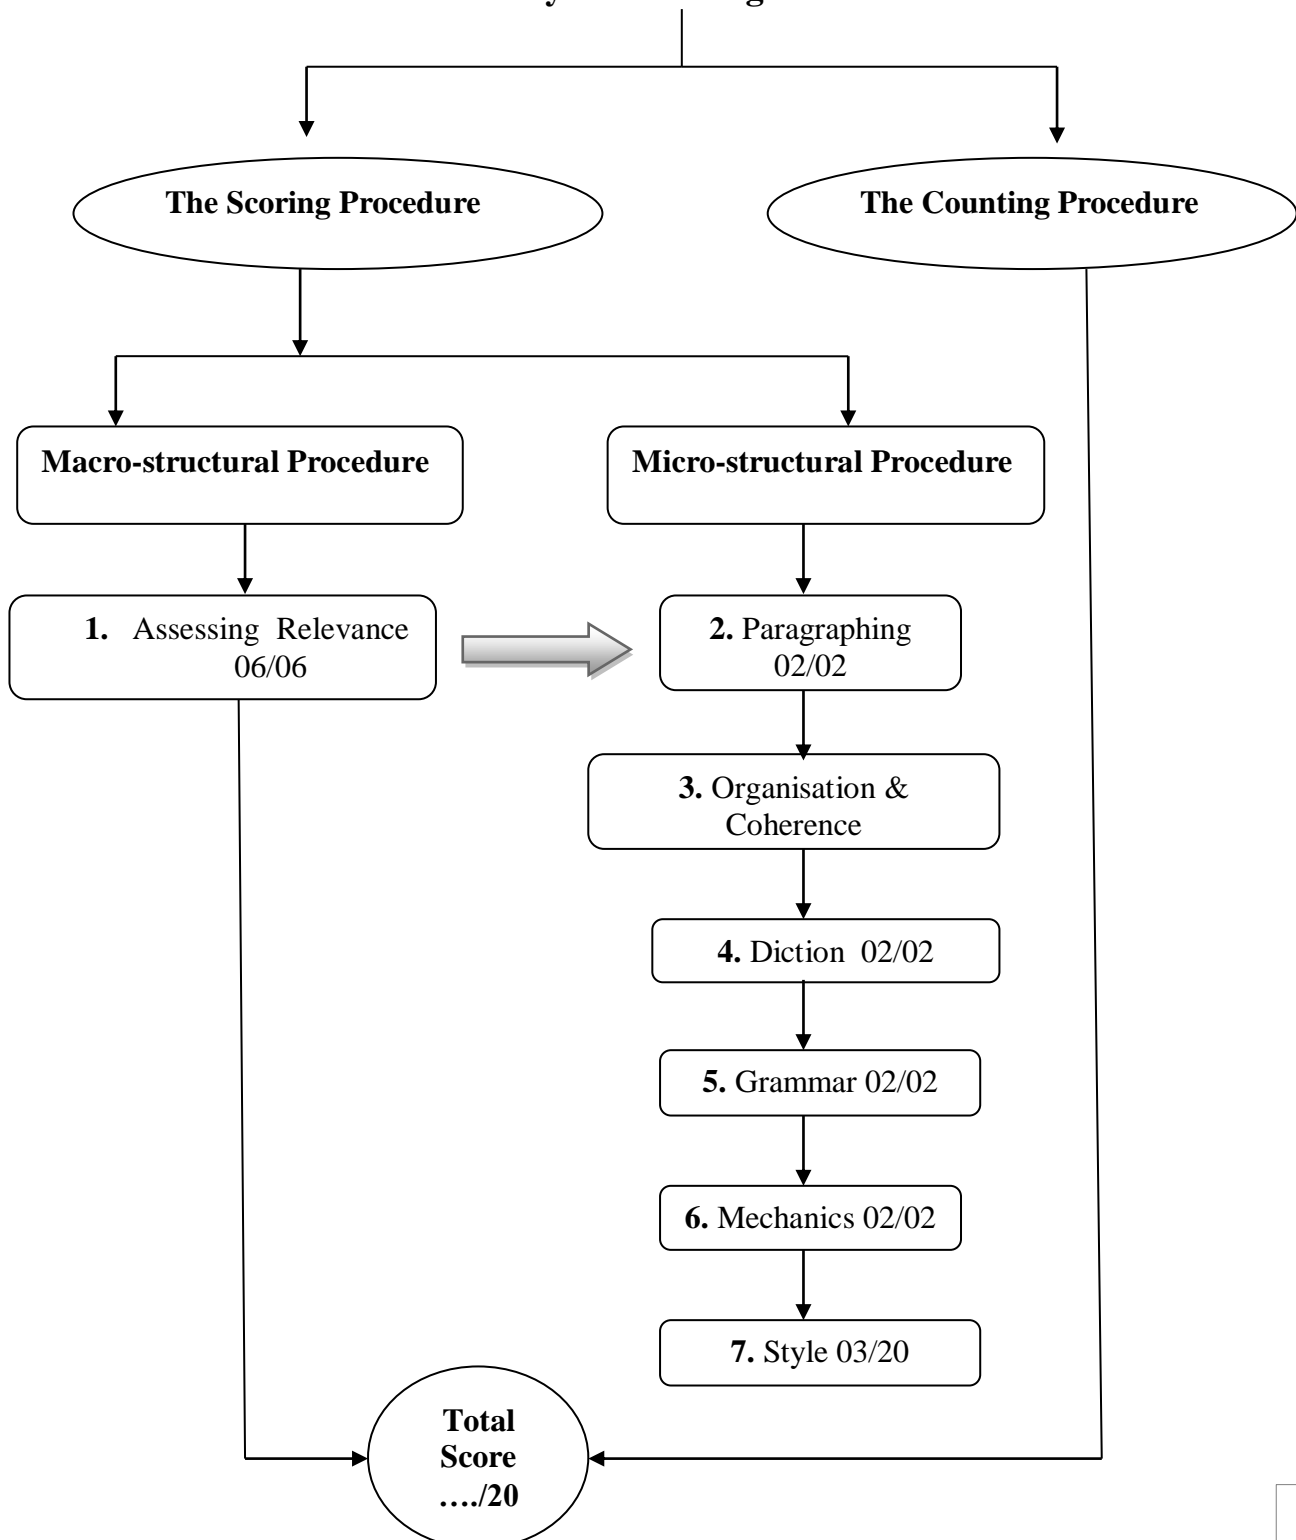 The Scoring Procedure
The Counting Procedure
Macro-structural Procedure
Micro-structural Procedure
1. Assessing Relevance
06/06
2. Paragraphing
02/02
3. Organisation &
Coherence
4. Diction 02/02
5. Grammar 02/02
6. Mechanics 02/02
7. Style 03/20
Total
Score
…./20